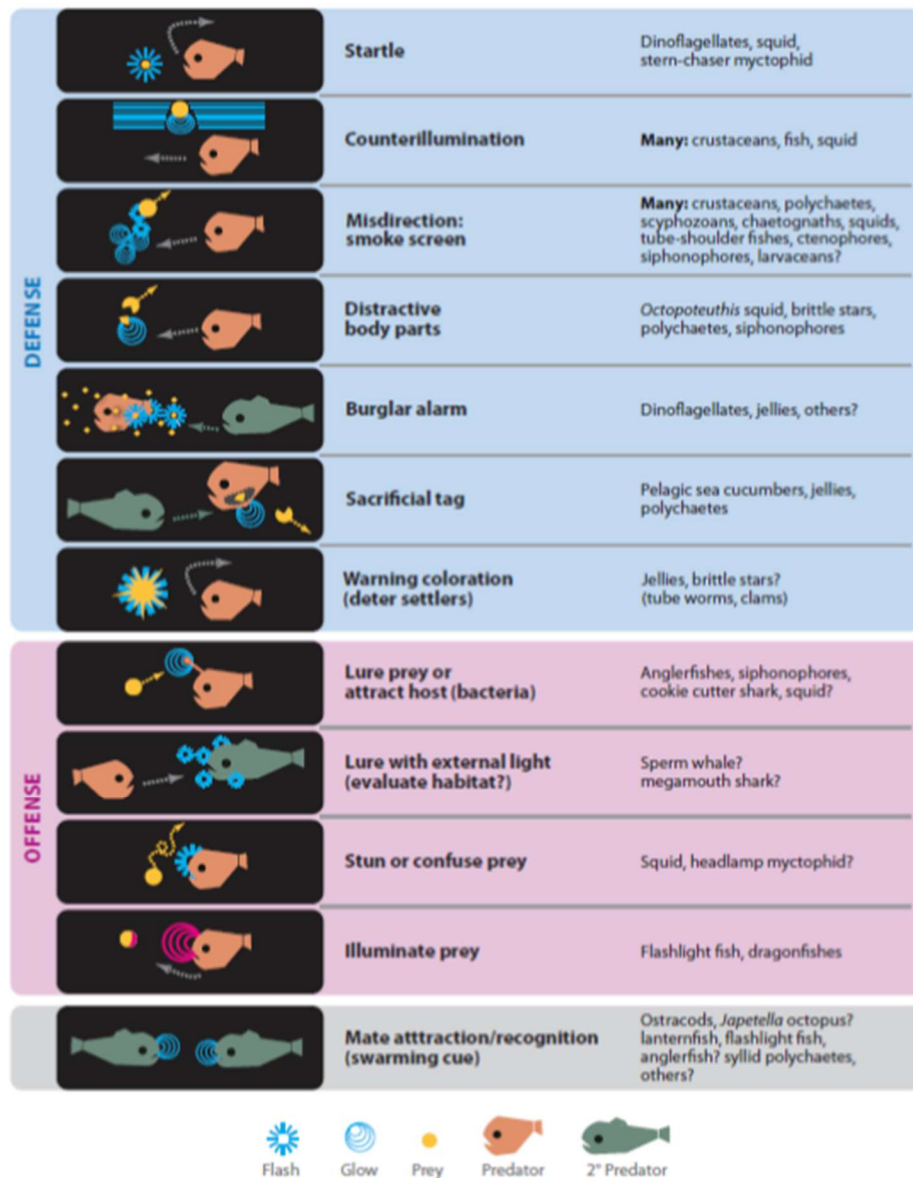 DEFENSE
Startle
Dinoflagellates, squid,
stern-chaser myctophid
Counterillumination
Many: crustaceans, fish, squid
Misdirection:
smoke screen
Many: crustaceans, polychaetes,
scyphozoans, chaetognaths, squids,
tube-shoulder fishes, ctenophores,
siphonophores, larvaceans?
Distractive
body parts
Octopoteuthis squid, brittle stars,
polychaetes, siphonophores
Burglar alarm
Dinoflagellates, jellies, others?
Sacrificial tag
Pelagic sea cucumbers, jellies,
polychaetes
Warning coloration
(deter settlers)
Jellies, brittle stars?
(tube worms, clams)
OFFENSE
Lure prey or
attract host (bacteria)
Anglerfishes, siphonophores,
cookie cutter shark, squid?
Lure with external light
(evaluate habitat?)
Sperm whale?
megamouth shark?
Stun or confuse prey
Squid, headlamp myctophid?
Illuminate prey
Flashlight fish, dragonfishes
Mate atttraction/recognition
(swarming cue)
Ostracods, Japetella octopus?
lanternfish, flashlight fish,
anglerfish? syllid polychaetes,
others?
Flash
Glow
Prey
Predator
2° Predator